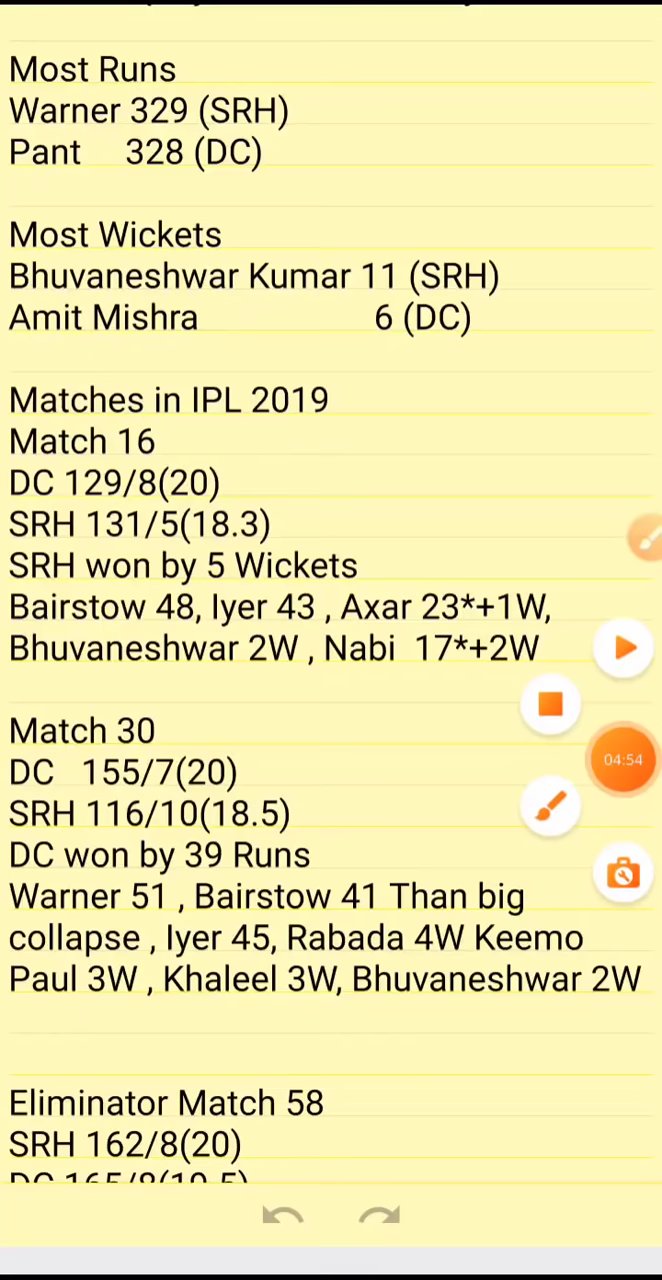 Most Runs
Warner 329 (SRH)
Pant 328 (DC)
Most Wickets
Bhuvaneshwar Kumar 11 (SRH)
Amit Mishra 6 (DC)
Matches in IPL 2019
Match 16
DC 129/8(20)
SRH 131/5(18.3)
SRH won by 5 Wickets
Bairstow 48, Iyer 43 , Axar 23*+1W,
Bhuvaneshwar 2W , Nabi 17*+2W
Match 30
DC 155/7(20)
SRH 116/10(18.5)
04:54
DC won by 39 Runs
Warner 51 , Bairstow 41 Than big
collapse , Iyer 45, Rabada 4W Keemo
Paul 3W , Khaleel 3W, Bhuvaneshwar 2W
Eliminator Match 58
SRH 162/8(20)